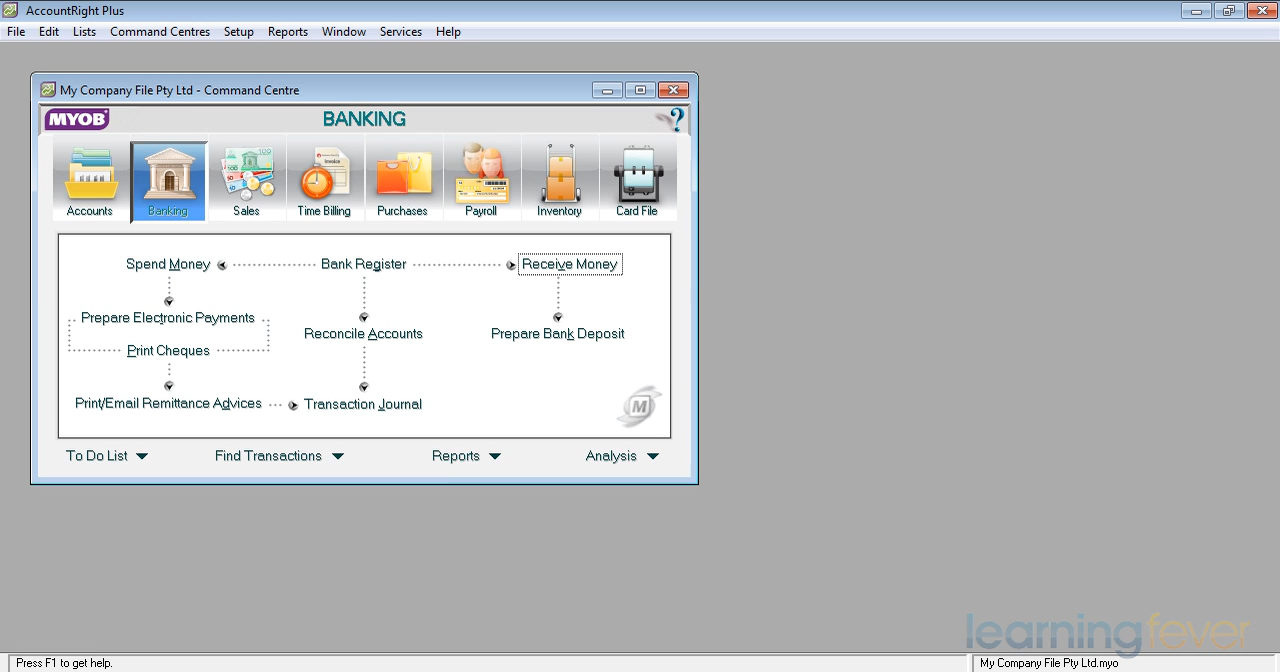 AccountRight Plus
File Edit Lists Command Centres Setup Reports Window Services Help
My Company File Pty Ltd - Command Centre
MYOB BANKING ?
Accounts Banking Sales Time Billing Purchases Payroll Inventory Card File
Spend Money Bank Register Receive Money
Prepare Electronic Payments
Reconcile Accounts Prepare Bank Deposit
Print Cheques
Print/Email Remittance Advices Transaction Journal
M
To Do List Find Transactions Reports Analysis
learningfever
Press F1 to get help. My Company File Pty Ltd.myo